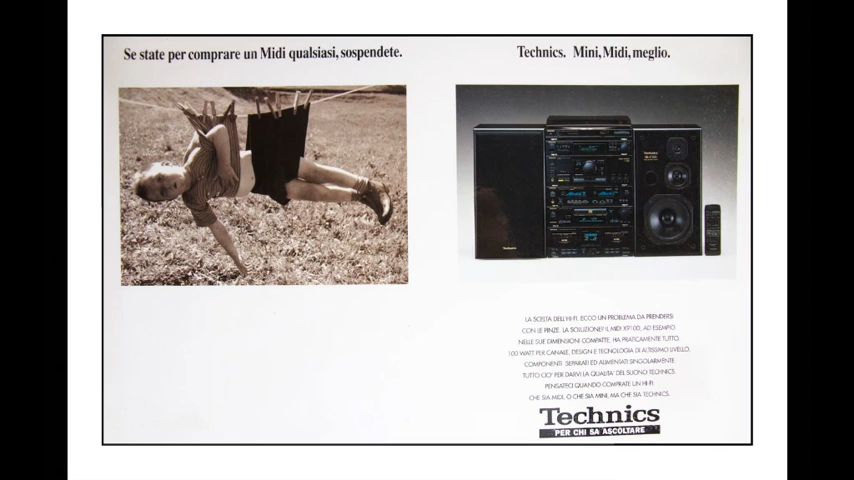 Se state per comprare un Midi qualsiasi, sospendete.
Technics. Mini, Midi, meglio.
Technics
Technics
LA SCELTA DELL'HI-FI. ECCO UN PROBLEMA DA PRENDERSI
CON LE PINZE. LA SOLUZIONE? IL MIDI X9100, AD ESEMPIO.
NELLE SUE DIMENSIONI COMPATTE, HA PRATICAMENTE TUTTO.
100 WATT PER CANALE, DESIGN E TECNOLOGIA DI ALTISSIMO LIVELLO,
COMPONENTI SEPARATI ED ALIMENTATI SINGOLARMENTE.
TUTTO CIO' PER DARVI LA QUALITA' DEL SUONO TECHNICS.
PENSATECI QUANDO COMPRATE UN HI-FI
CHE SIA MIDI, O CHE SIA MINI, MA CHE SIA TECHNICS.
Technics
PER CHI SA ASCOLTARE